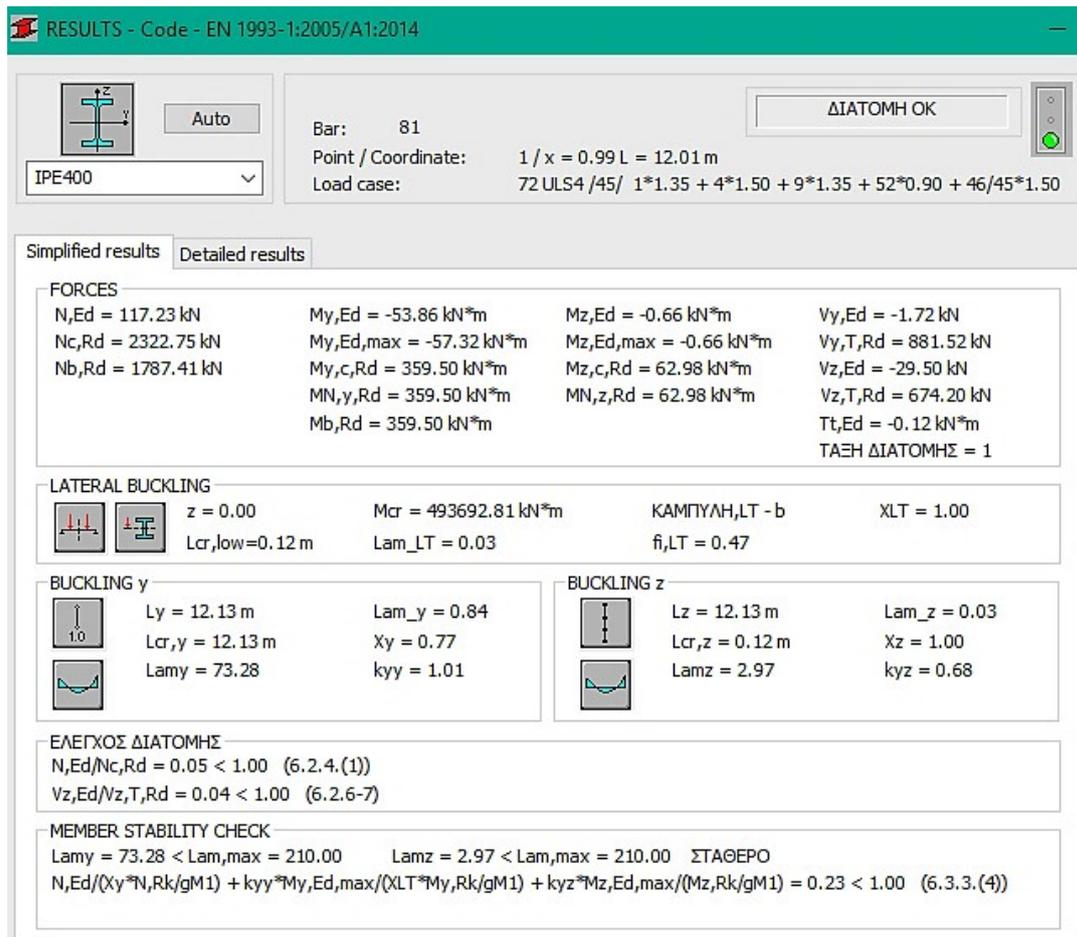 RESULTS - Code - EN 1993-1:2005/A1:2014
z
y
Auto
IPE400
Bar: 81
ΔΙΑΤΟΜΗ ΟΚ
Point / Coordinate: 1 / x = 0.99 L = 12.01 m
Load case: 72 ULS4 /45/ 1*1.35 + 4*1.50 + 9*1.35 + 52*0.90 + 46/45*1.50
Simplified results Detailed results
FORCES
N,Ed = 117.23 kN My,Ed = -53.86 kN*m Mz,Ed = -0.66 kN*m Vy,Ed = -1.72 kN
Nc,Rd = 2322.75 kN My,Ed,max = -57.32 kN*m Mz,Ed,max = -0.66 kN*m Vy,T,Rd = 881.52 kN
Nb,Rd = 1787.41 kN My,c,Rd = 359.50 kN*m Mz,c,Rd = 62.98 kN*m Vz,Ed = -29.50 kN
MN,y,Rd = 359.50 kN*m MN,z,Rd = 62.98 kN*m Vz,T,Rd = 674.20 kN
Mb,Rd = 359.50 kN*m Tt,Ed = -0.12 kN*m
ΤΑΞΗ ΔΙΑΤΟΜΗΣ = 1
LATERAL BUCKLING
z = 0.00 Mcr = 493692.81 kN*m ΚΑΜΠΥΛΗ,LT - b XLT = 1.00
Lcr,low=0.12 m Lam_LT = 0.03 fi,LT = 0.47
BUCKLING y
1.0
Ly = 12.13 m Lam_y = 0.84
Lcr,y = 12.13 m Xy = 0.77
Lamy = 73.28 kyy = 1.01
BUCKLING z
Lz = 12.13 m Lam_z = 0.03
Lcr,z = 0.12 m Xz = 1.00
Lamz = 2.97 kyz = 0.68
ΕΛΕΓΧΟΣ ΔΙΑΤΟΜΗΣ
N,Ed/Nc,Rd = 0.05 < 1.00 (6.2.4.(1))
Vz,Ed/Vz,T,Rd = 0.04 < 1.00 (6.2.6-7)
MEMBER STABILITY CHECK
Lamy = 73.28 < Lam,max = 210.00 Lamz = 2.97 < Lam,max = 210.00 ΣΤΑΘΕΡΟ
N,Ed/(Xy*N,Rk/gM1) + kyy*My,Ed,max/(XLT*My,Rk/gM1) + kyz*Mz,Ed,max/(Mz,Rk/gM1) = 0.23 < 1.00 (6.3.3.(4))